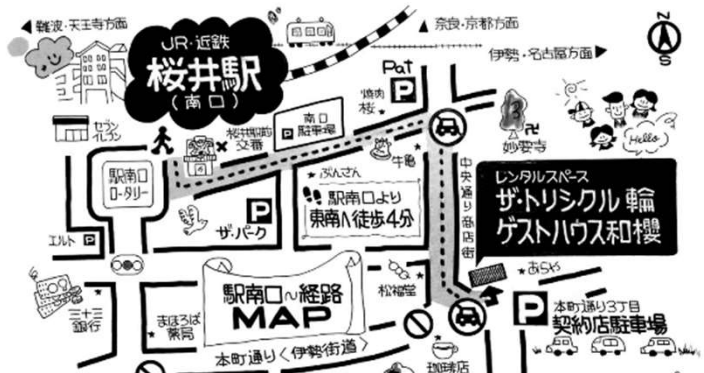 難波・天王寺方面
奈良・京都方面
伊勢・名古屋方面
N
S
JR・近鉄
桜井駅
(南口)
Pat
P
焼肉
桜
セブン
イレブン
桜井駅前
交番
南口
P 駐車場
卍
妙要寺
Hello
駅南口
ロータリー
牛亀
ぶんさん
駅南口より
東南へ徒歩4分
中央通り商店街
レンタルスペース
ザ・トリシクル 輪
ゲストハウス和櫻
P
ザ・パーク
エルト P
駅南口~経路
MAP
松福堂
あらや
三十三
銀行
まほろば
薬局
P
本町通り3丁目
契約店駐車場
本町通り〈伊勢街道〉
珈琲店